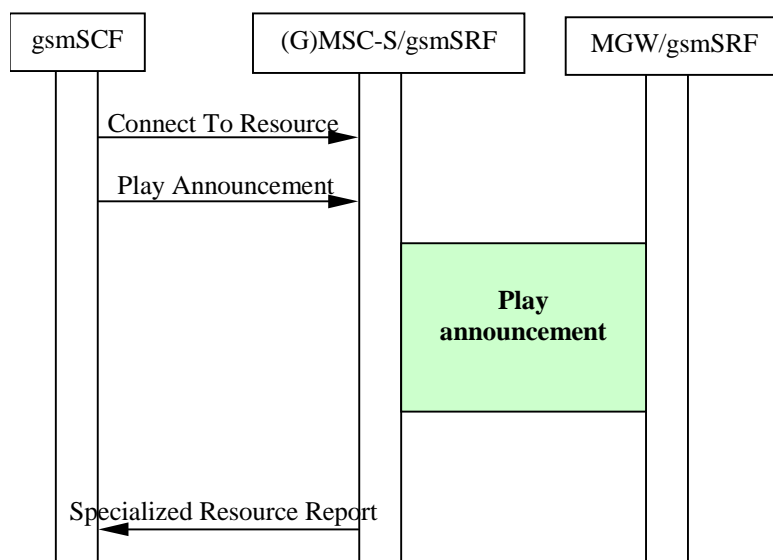 gsmSCF
(G)MSC-S/gsmSRF
MGW/gsmSRF
Connect To Resource
Play Announcement
Play
announcement
Specialized Resource Report